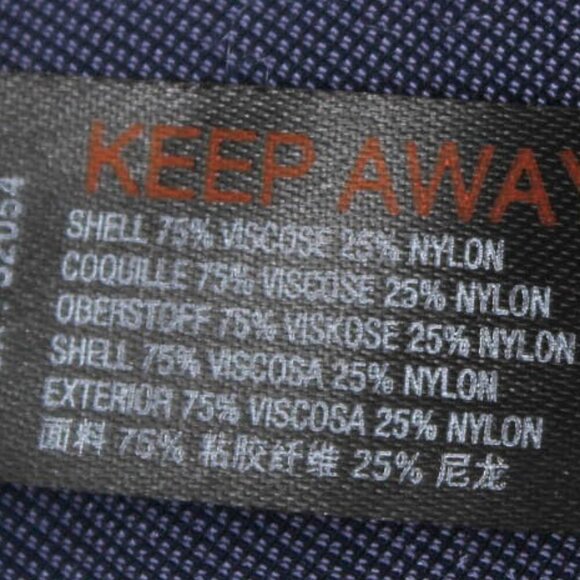 KEEP AWAY
SHELL 75% VISCOSE 25% NYLON
COQUILLE 75% VISCOSE 25% NYLON
OBERSTOFF 75% VISKOSE 25% NYLON
SHELL 75% VISCOSA 25% NYLON
EXTERIOR 75% VISCOSA 25% NYLON
面料 75% 粘胶纤维 25% 尼龙